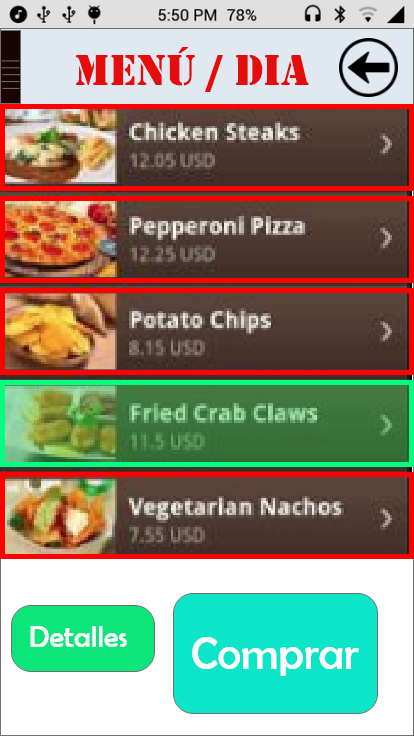 5:50 PM 78%
MENÚ / DIA
Chicken Steaks
12.05 USD
Pepperoni Pizza
12.25 USD
Potato Chips
8.15 USD
Fried Crab Claws
11.5 USD
Vegetarian Nachos
7.55 USD
Detalles
Comprar